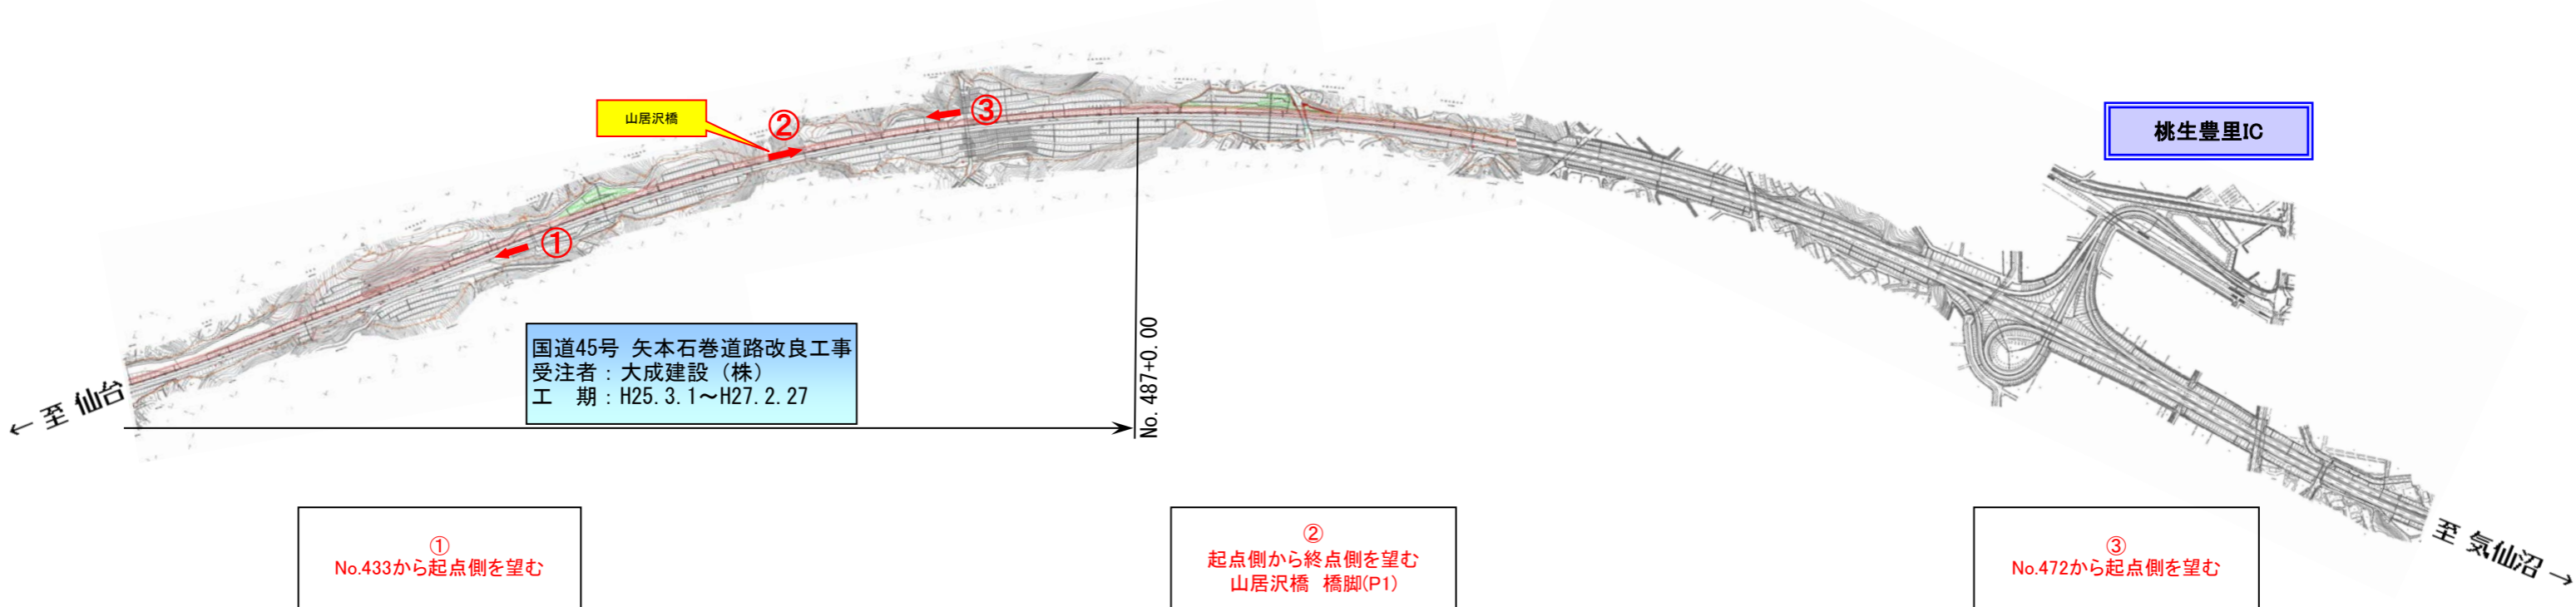 山居沢橋
②
③
①
桃生豊里IC
国道45号 矢本石巻道路改良工事
受注者：大成建設（株）
工　期：H25.3.1～H27.2.27
No. 487+0.00
← 至 仙台
至 気仙沼 →
①
No.433から起点側を望む
②
起点側から終点側を望む
山居沢橋　橋脚(P1)
③
No.472から起点側を望む